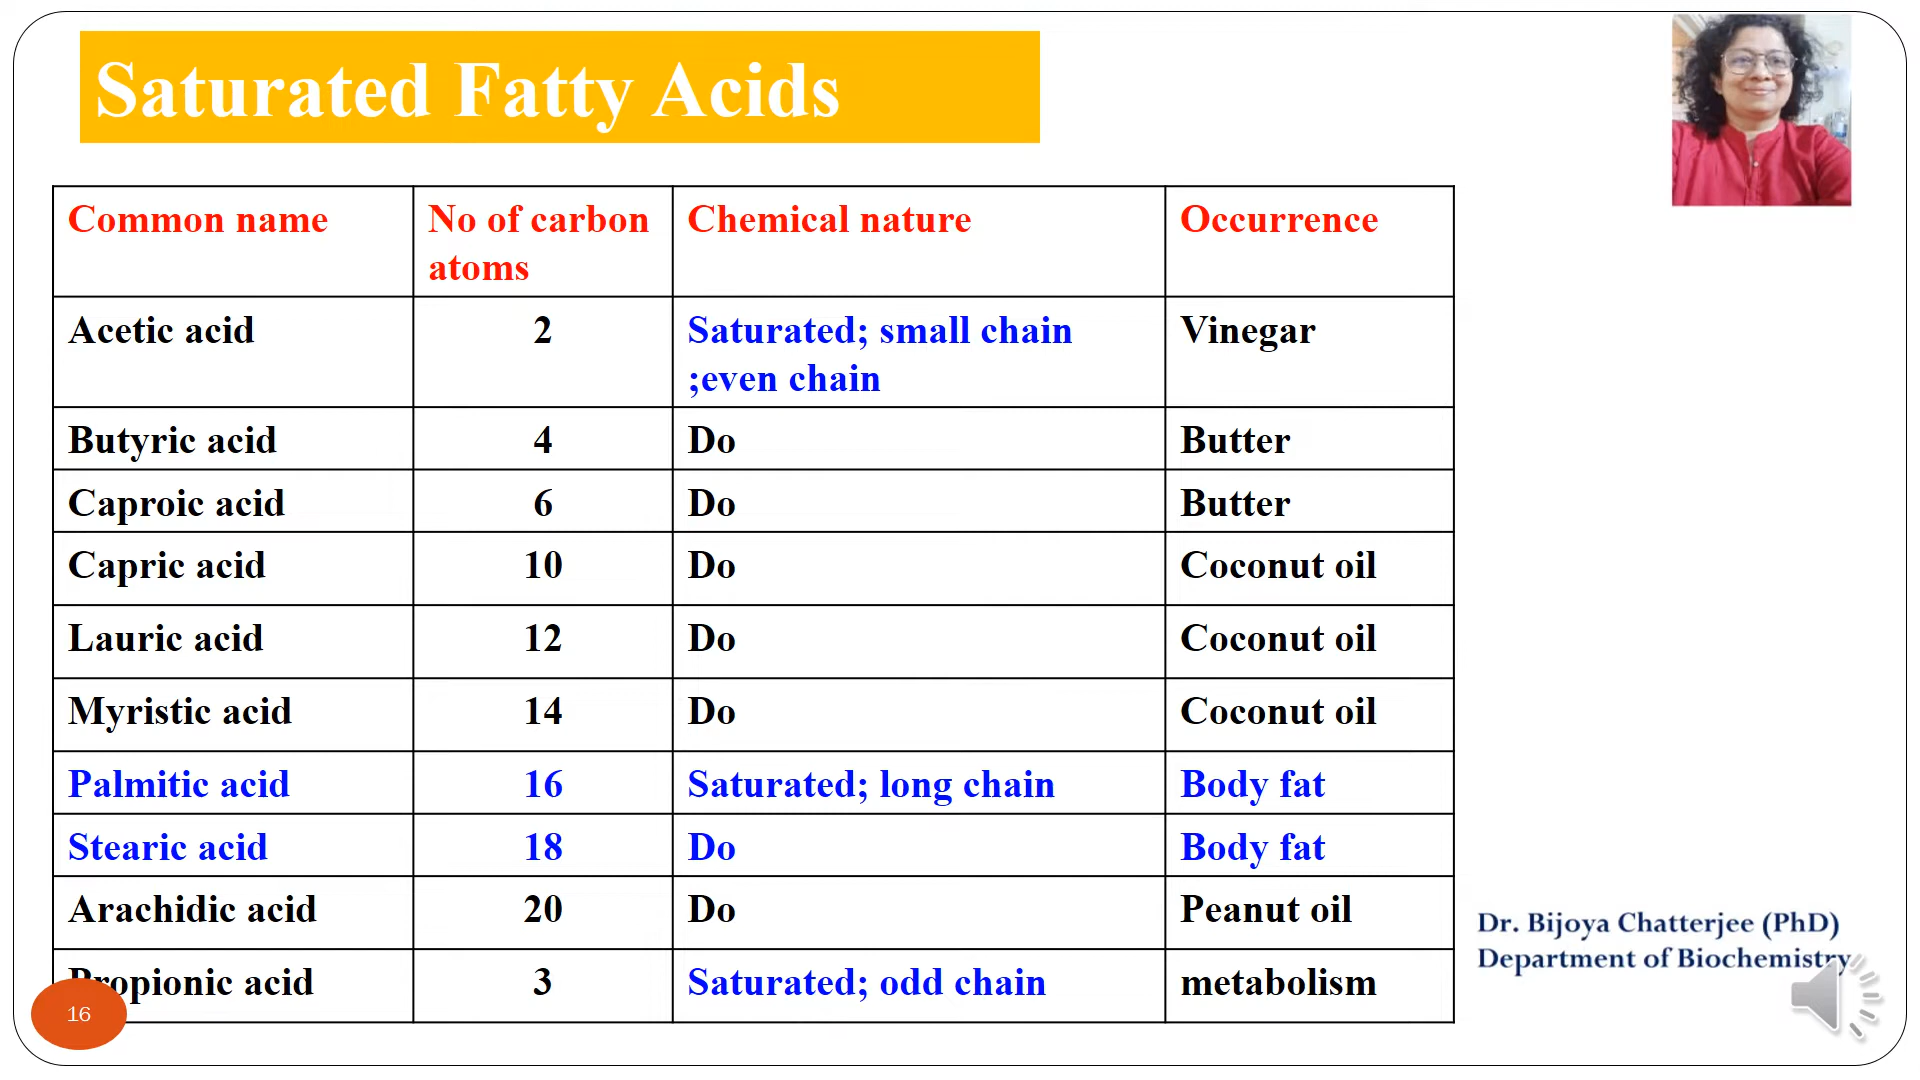 Saturated Fatty Acids
Common name
No of carbon
atoms
Chemical nature
Occurrence
Acetic acid
2
Saturated; small chain
;even chain
Vinegar
Butyric acid
4
Do
Butter
Caproic acid
6
Do
Butter
Capric acid
10
Do
Coconut oil
Lauric acid
12
Do
Coconut oil
Myristic acid
14
Do
Coconut oil
Palmitic acid
16
Saturated; long chain
Body fat
Stearic acid
18
Do
Body fat
Arachidic acid
20
Do
Peanut oil
Propionic acid
3
Saturated; odd chain
metabolism
Dr. Bijoya Chatterjee (PhD)
Department of Biochemistry
16